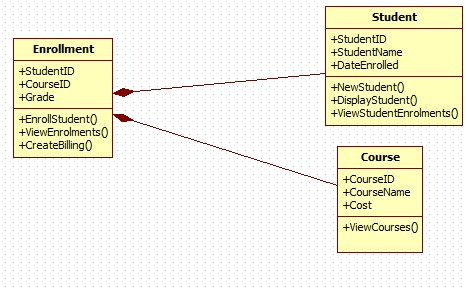 Enrollment
+StudentID
+CourseID
+Grade
+EnrollStudent()
+ViewEnrolments()
+CreateBilling()
Student
+StudentID
+StudentName
+DateEnrolled
+NewStudent()
+DisplayStudent()
+ViewStudentEnrolments()
Course
+CourseID
+CourseName
+Cost
+ViewCourses()